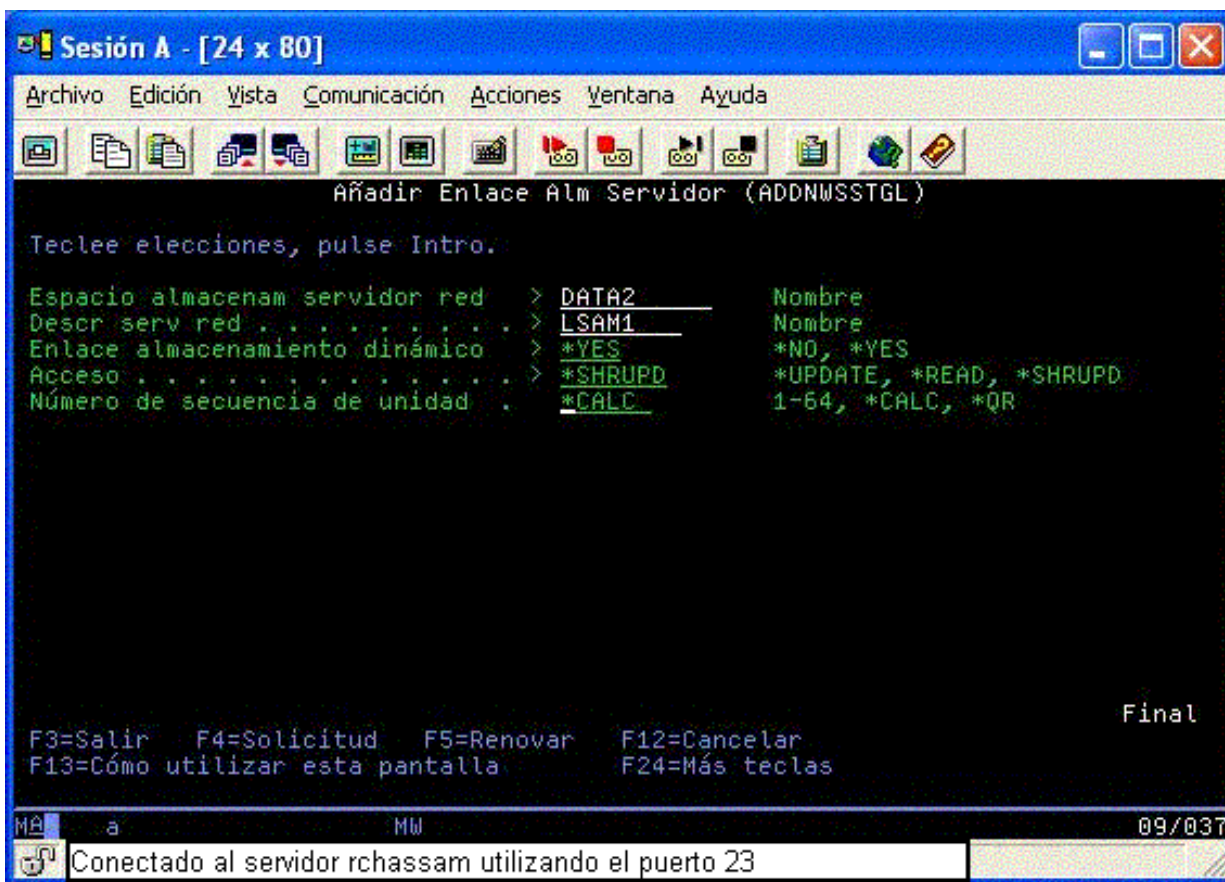 Sesión A - [24 x 80]
Archivo Edición Vista Comunicación Acciones Ventana Ayuda
Añadir Enlace Alm Servidor (ADDNWSSTGL)
Teclee elecciones, pulse Intro.
Espacio almacenam servidor red > DATA2 Nombre
Descr serv red . . . . . . . . . > LSAM1 Nombre
Enlace almacenamiento dinámico > *YES *NO, *YES
Acceso . . . . . . . . . . . . . > *SHRUPD *UPDATE, *READ, *SHRUPD
Número de secuencia de unidad . *CALC 1-64, *CALC, *QR
Final
F3=Salir F4=Solicitud F5=Renovar F12=Cancelar
F13=Cómo utilizar esta pantalla F24=Más teclas
MA a MW 09/037
Conectado al servidor rchassam utilizando el puerto 23